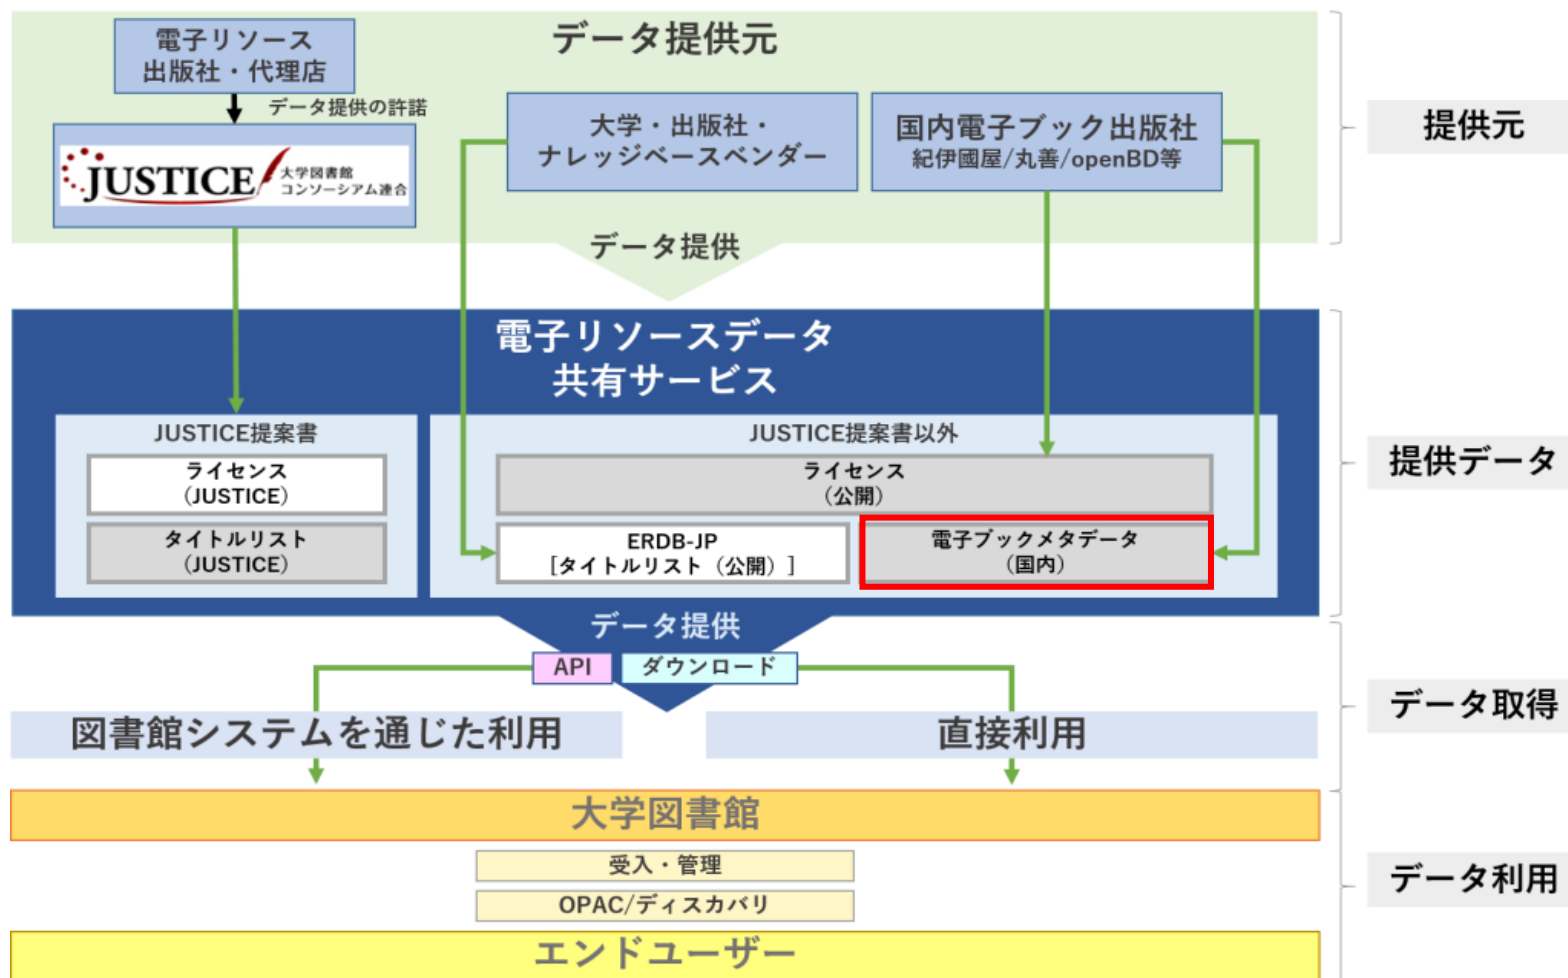 データ提供元
電子リソース
出版社・代理店
データ提供の許諾
JUSTICE
大学図書館
コンソーシアム連合
大学・出版社・
ナレッジベースベンダー
国内電子ブック出版社
紀伊國屋/丸善/openBD等
提供元
データ提供
電子リソースデータ
共有サービス
JUSTICE提案書
ライセンス
（JUSTICE）
タイトルリスト
（JUSTICE）
JUSTICE提案書以外
ライセンス
（公開）
ERDB-JP
[タイトルリスト（公開）]
電子ブックメタデータ
（国内）
提供データ
データ提供
API
ダウンロード
図書館システムを通じた利用
直接利用
データ取得
大学図書館
受入・管理
OPAC/ディスカバリ
データ利用
エンドユーザー